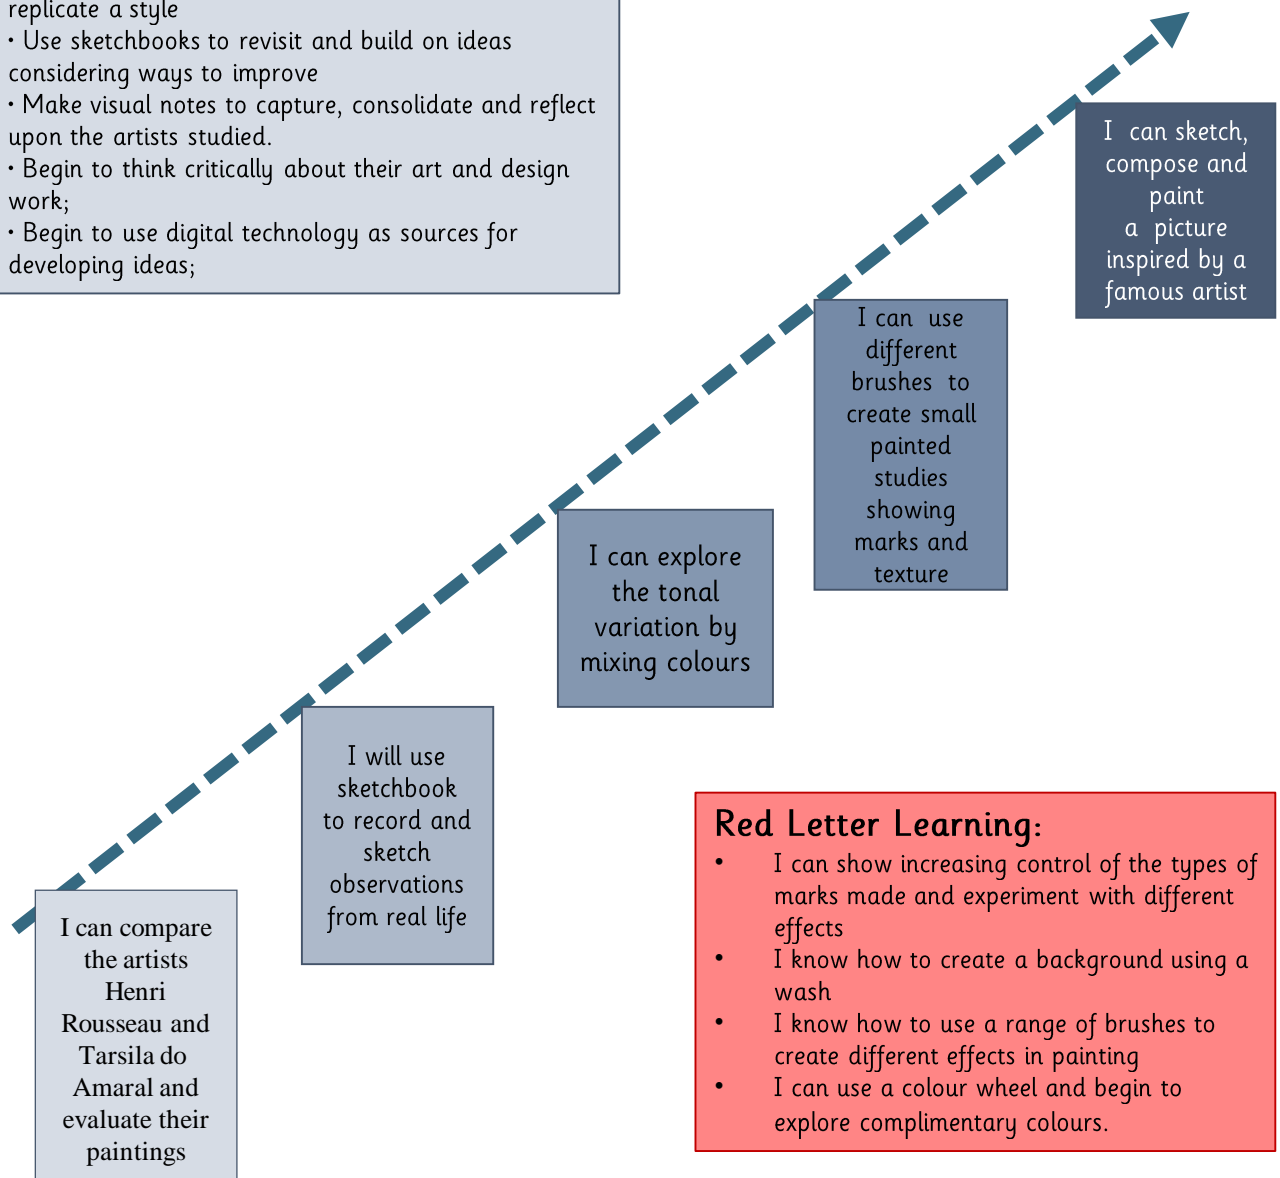 replicate a style
• Use sketchbooks to revisit and build on ideas
considering ways to improve
• Make visual notes to capture, consolidate and reflect
upon the artists studied.
• Begin to think critically about their art and design
work;
• Begin to use digital technology as sources for
developing ideas;
I can sketch,
compose and
paint
a picture
inspired by a
famous artist
I can use
different
brushes to
create small
painted
studies
showing
marks and
texture
I can explore
the tonal
variation by
mixing colours
I will use
sketchbook
to record and
sketch
observations
from real life
I can compare
the artists
Henri
Rousseau and
Tarsila do
Amaral and
evaluate their
paintings
Red Letter Learning:
• I can show increasing control of the types of
marks made and experiment with different
effects
• I know how to create a background using a
wash
• I know how to use a range of brushes to
create different effects in painting
• I can use a colour wheel and begin to
explore complimentary colours.